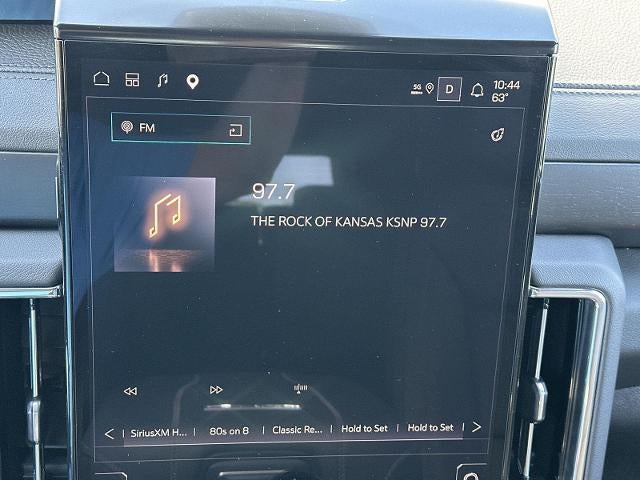 5G
D
10:44
63°
FM
97.7
THE ROCK OF KANSAS KSNP 97.7
SiriusXM H... | 80s on 8 | Classic Re... | Hold to Set | Hold to Set